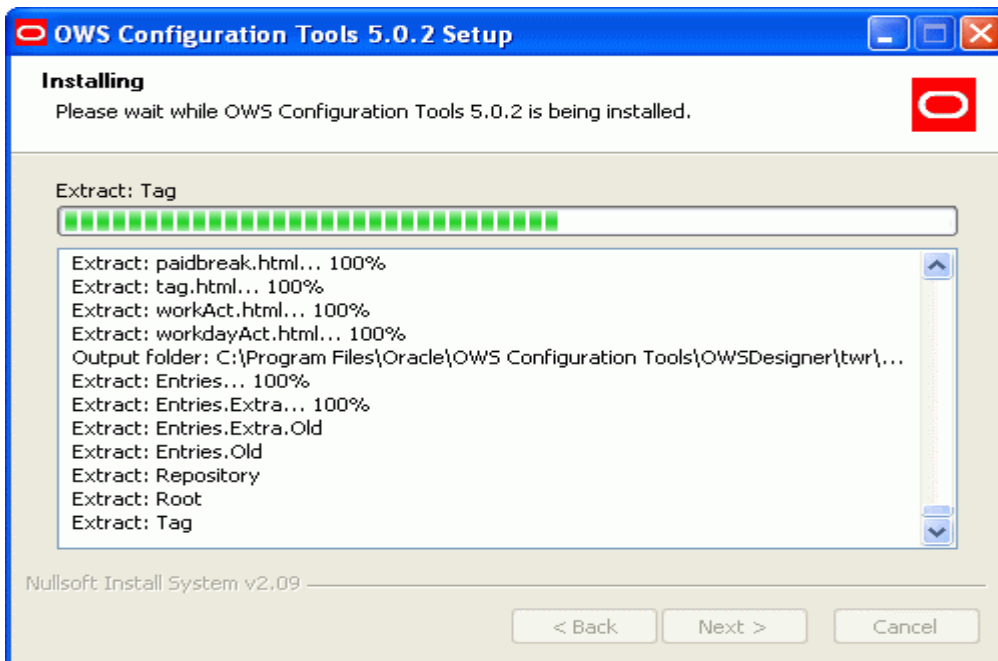 OWS Configuration Tools 5.0.2 Setup
Installing
Please wait while OWS Configuration Tools 5.0.2 is being installed.
Extract: Tag
Extract: paidbreak.html... 100%
Extract: tag.html... 100%
Extract: workAct.html... 100%
Extract: workdayAct.html... 100%
Output folder: C:\Program Files\Oracle\OWS Configuration Tools\OWSDesigner\twr\...
Extract: Entries... 100%
Extract: Entries.Extra... 100%
Extract: Entries.Extra.Old
Extract: Entries.Old
Extract: Repository
Extract: Root
Extract: Tag
Nullsoft Install System v2.09
< Back
Next >
Cancel